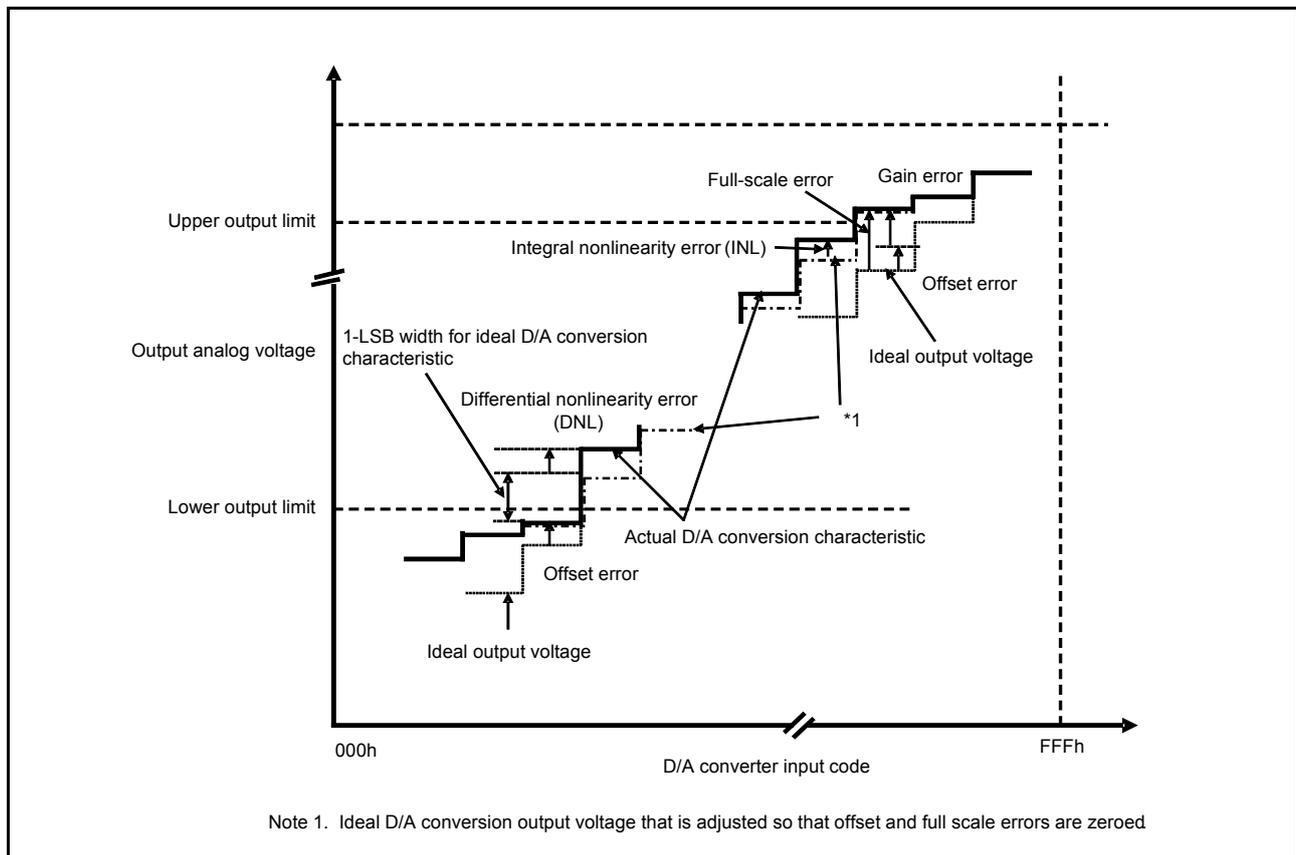 Full-scale error
Gain error
Upper output limit
Integral nonlinearity error (INL)
Offset error
1-LSB width for ideal D/A conversion
characteristic
Output analog voltage
Ideal output voltage
Differential nonlinearity error
(DNL)
*1
Lower output limit
Actual D/A conversion characteristic
Offset error
Ideal output voltage
000h
FFFh
D/A converter input code
Note 1. Ideal D/A conversion output voltage that is adjusted so that offset and full scale errors are zeroed